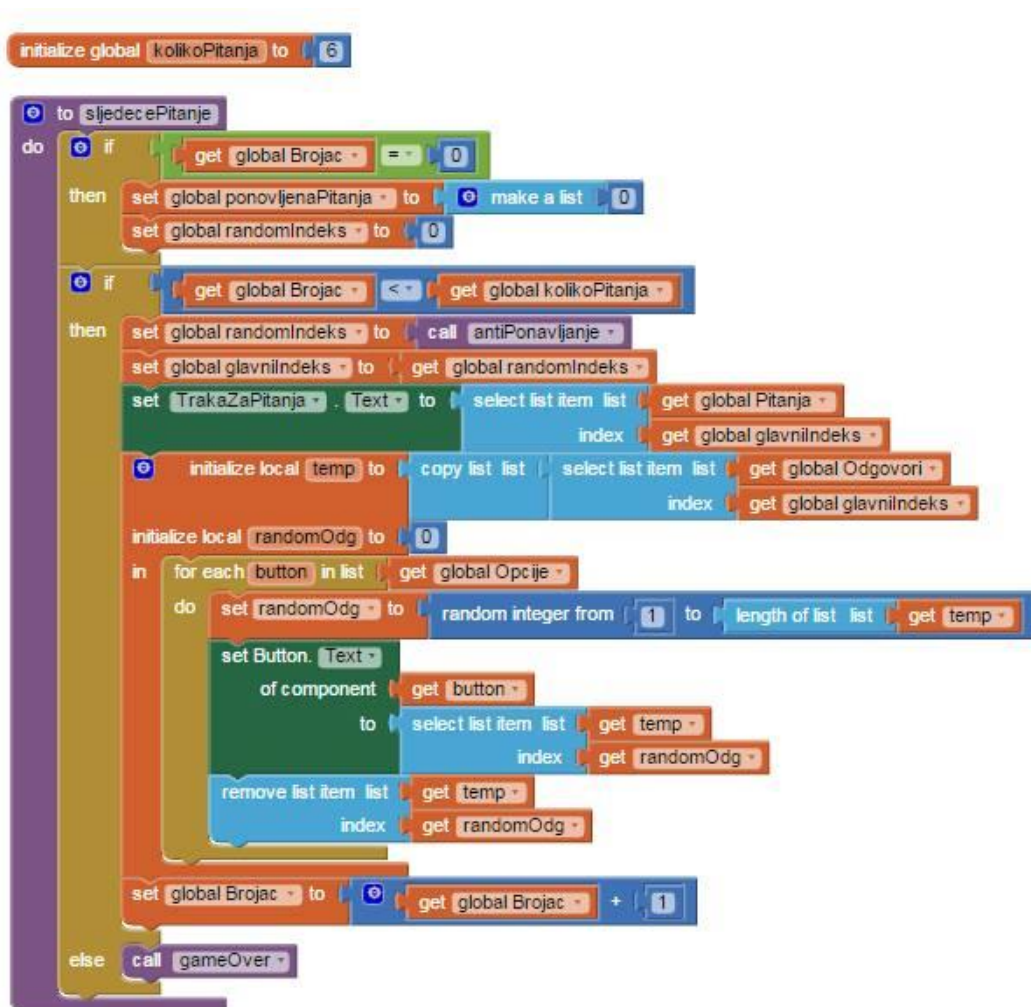 initialize global kolikoPitanja to 6
to sljedecePitanje
do if get global Brojac = 0
then set global ponovljenaPitanja to make a list 0
set global randomIndeks to 0
if get global Brojac < get global kolikoPitanja
then set global randomIndeks to call antiPonavljanje
set global glavniIndeks to get global randomIndeks
set TrakaZaPitanja . Text to select list item list get global Pitanja
index get global glavniIndeks
initialize local temp to copy list list select list item list get global Odgovori
index get global glavniIndeks
initialize local randomOdg to 0
in for each button in list get global Opcije
do set randomOdg to random integer from 1 to length of list list get temp
set Button. Text
of component get button
to select list item list get temp
index get randomOdg
remove list item list get temp
index get randomOdg
set global Brojac to get global Brojac + 1
else call gameOver